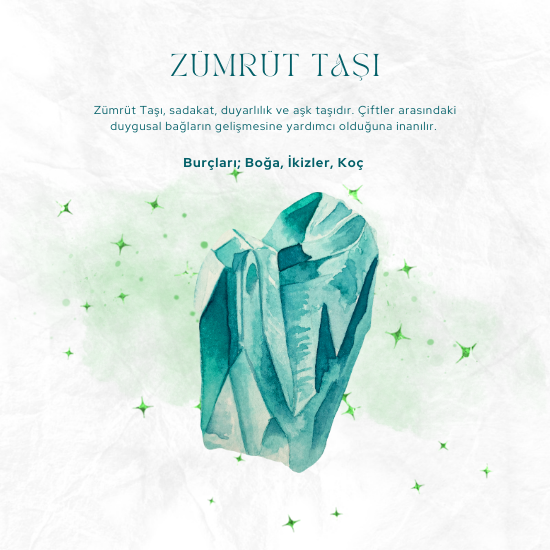 ZÜMRÜT TAŞI
Zümrüt Taşı, sadakat, duyarlılık ve aşk taşıdır. Çiftler arasındaki
duygusal bağların gelişmesine yardımcı olduğuna inanılır.
Burçları; Boğa, İkizler, Koç